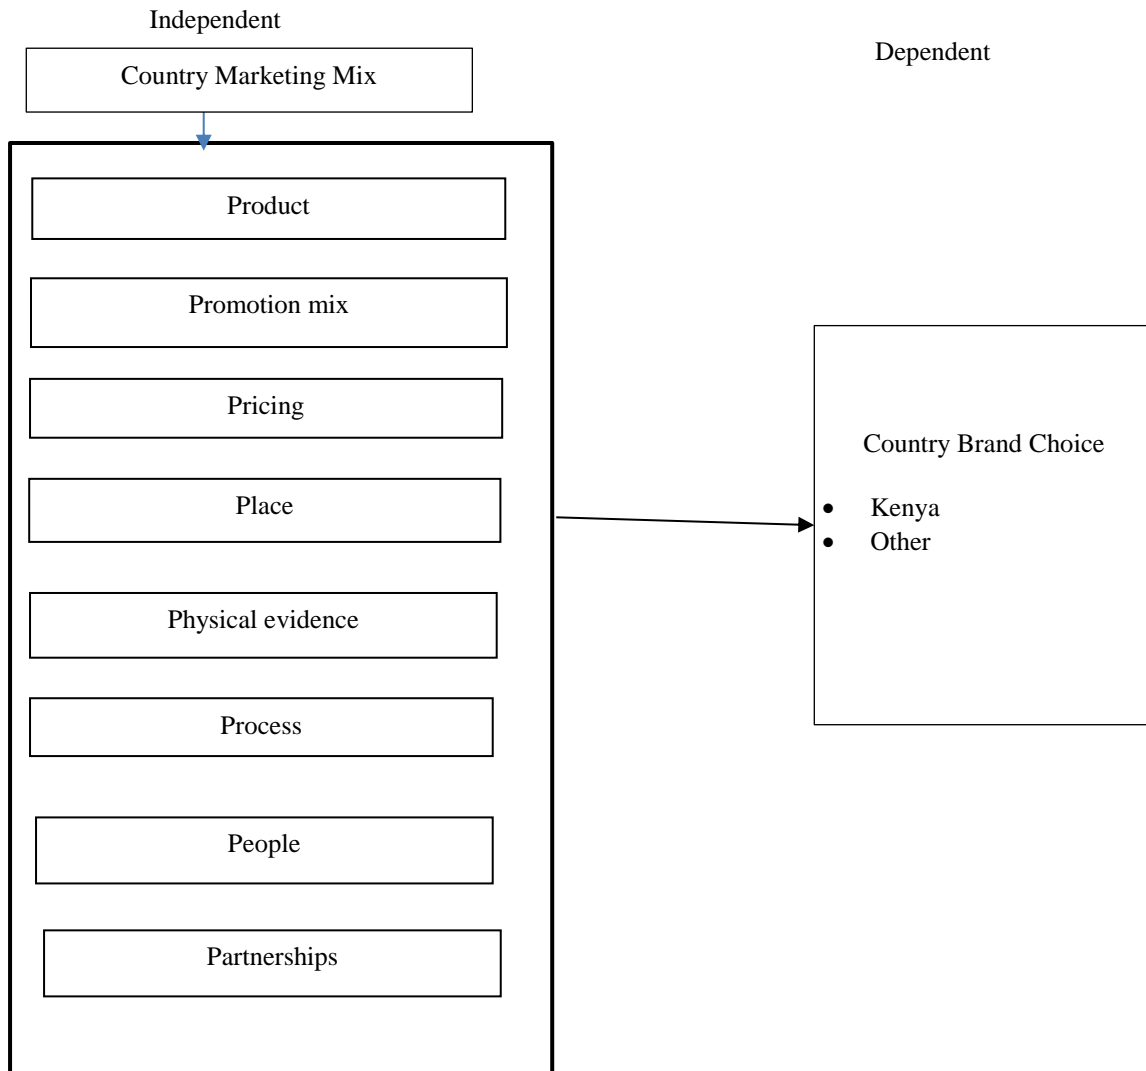 Independent
Dependent
Country Marketing Mix
Product
Promotion mix
Pricing
Place
Physical evidence
Process
People
Partnerships
Country Brand Choice
• Kenya
• Other